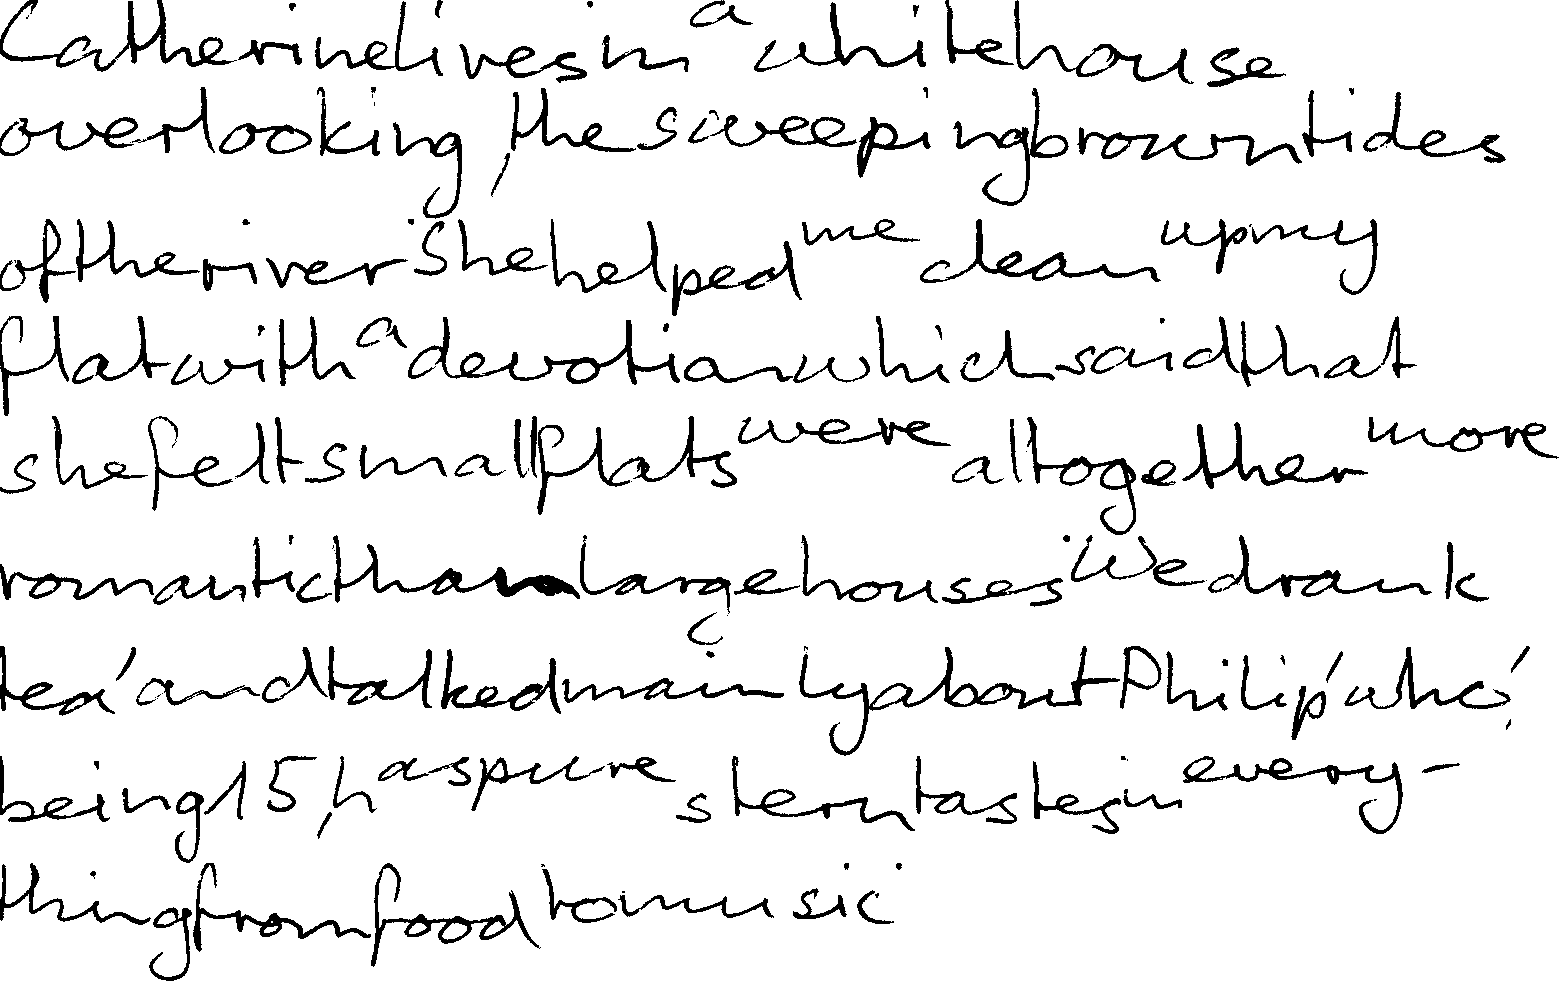 Catherine lives in a white house
overlooking, the sweeping brown tides
of the river. She helped me clean up my
flat with a devotion which said that
she felt small flats were altogether more
romantic than large houses. We drank
tea, and talked mainly about Philip, who,
being 15, has pure stern tastes in every-
thing from food to music.